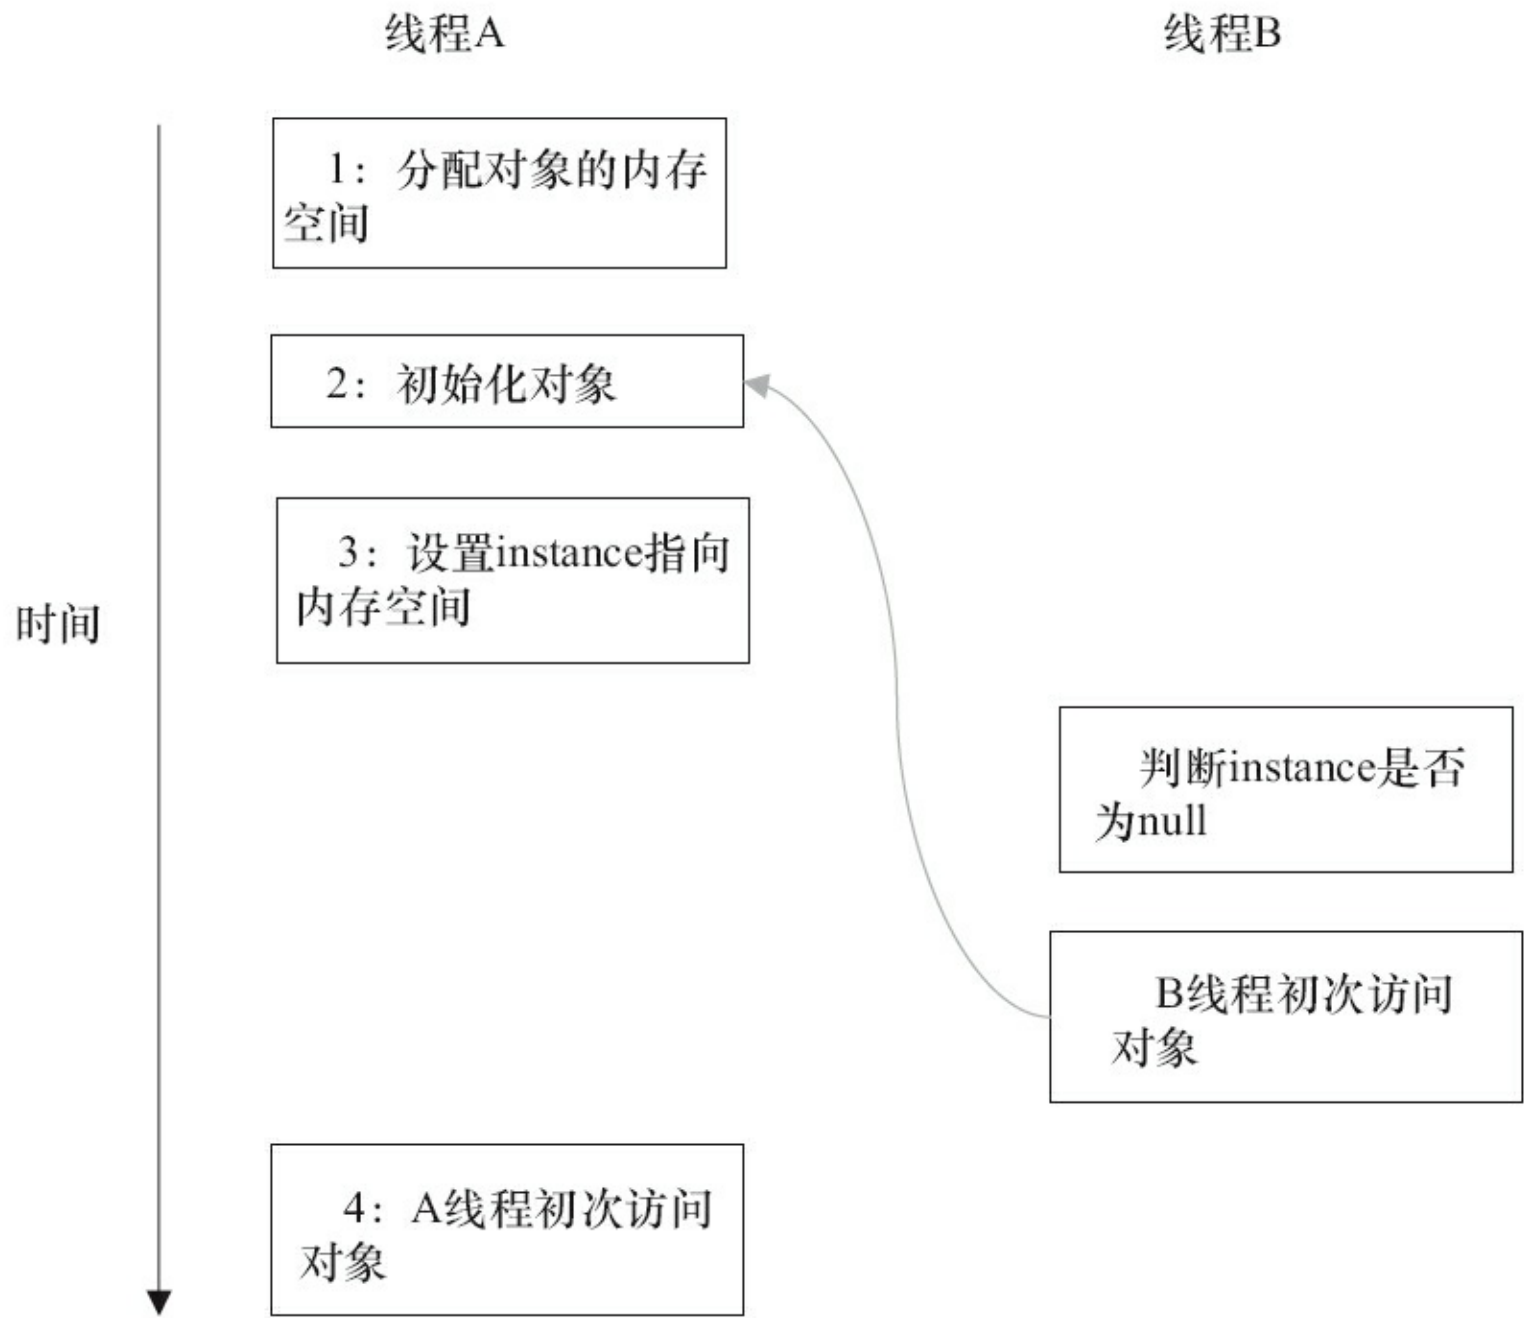 线程A
线程B
1：分配对象的内存
空间
2：初始化对象
3：设置instance指向
内存空间
时间
判断instance是否
为null
B线程初次访问
对象
4：A线程初次访问
对象